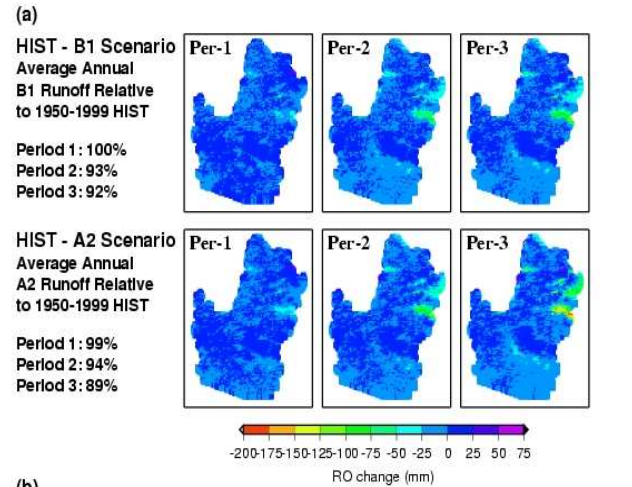 (a)
HIST - B1 Scenario
Average Annual
B1 Runoff Relative
to 1950-1999 HIST
Period 1: 100%
Period 2: 93%
Period 3: 92%
Per-1 Per-2 Per-3
HIST - A2 Scenario
Average Annual
A2 Runoff Relative
to 1950-1999 HIST
Period 1: 99%
Period 2: 94%
Period 3: 89%
Per-1 Per-2 Per-3
-200-175-150-125-100-75 -50 -25 0 25 50 75
RO change (mm)
(b)